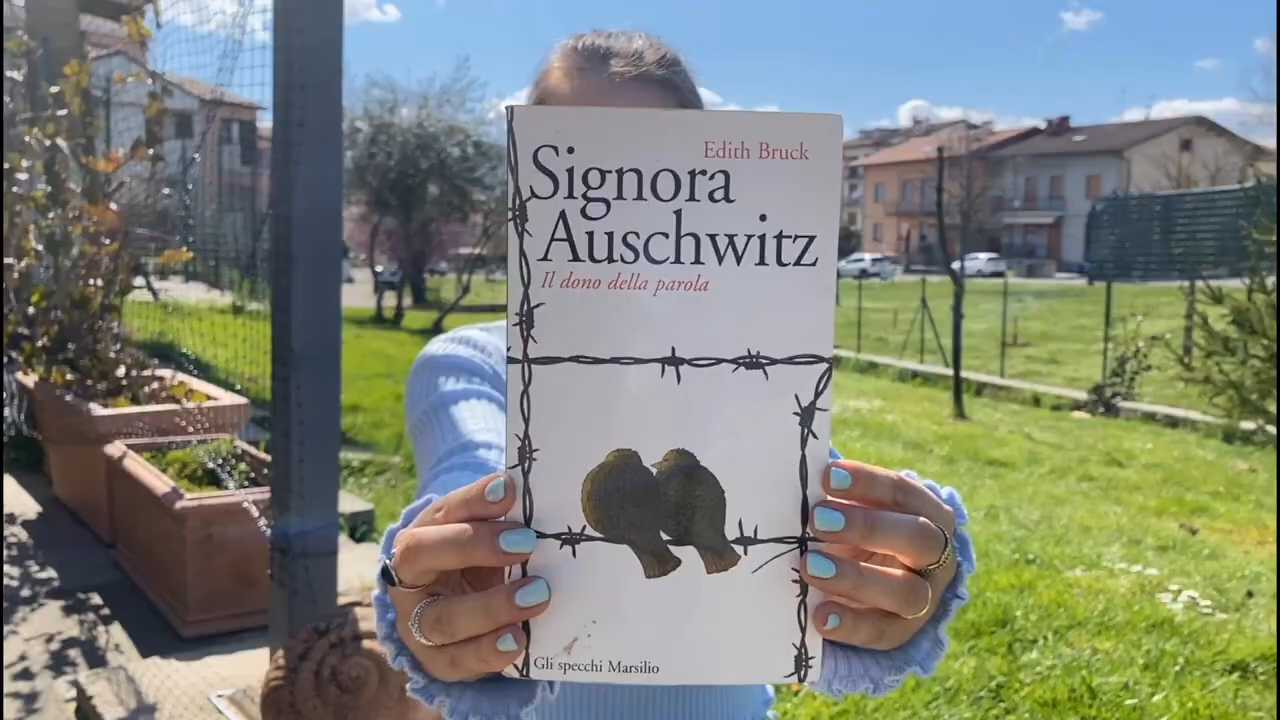 Edith Bruck
Signora
Auschwitz
Il dono della parola
Gli specchi Marsilio